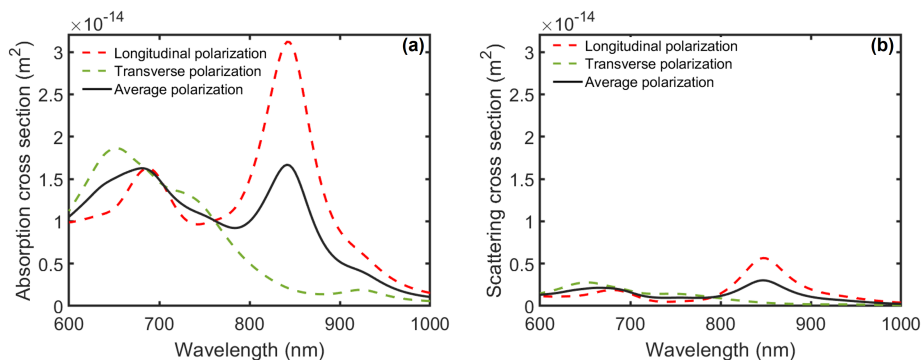 ×10⁻¹⁴
(a)
Longitudinal polarization
Transverse polarization
Average polarization
Absorption cross section (m²)
3
2.5
2
1.5
1
0.5
0
600
700
800
900
1000
Wavelength (nm)
×10⁻¹⁴
(b)
Longitudinal polarization
Transverse polarization
Average polarization
Scattering cross section (m²)
3
2.5
2
1.5
1
0.5
0
600
700
800
900
1000
Wavelength (nm)